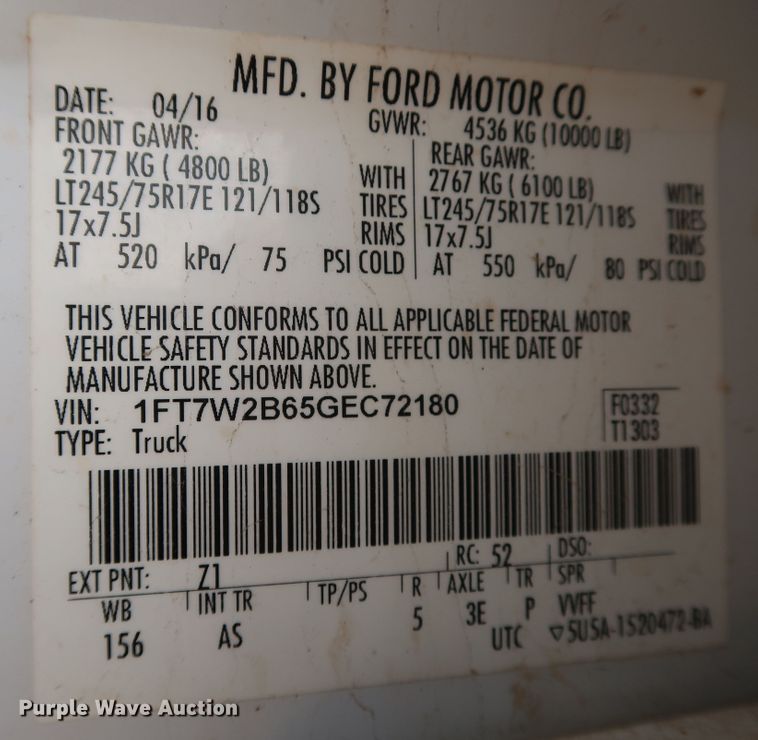 MFD. BY FORD MOTOR CO.
DATE: 04/16 GVWR: 4536 KG (10000 LB)
FRONT GAWR: REAR GAWR:
2177 KG ( 4800 LB) WITH 2767 KG ( 6100 LB) WITH
LT245/75R17E 121/118S TIRES LT245/75R17E 121/118S TIRES
17x7.5J RIMS 17x7.5J RIMS
AT 520 kPa/ 75 PSI COLD AT 550 kPa/ 80 PSI COLD
THIS VEHICLE CONFORMS TO ALL APPLICABLE FEDERAL MOTOR
VEHICLE SAFETY STANDARDS IN EFFECT ON THE DATE OF
MANUFACTURE SHOWN ABOVE.
VIN: 1FT7W2B65GEC72180 F0332
TYPE: Truck T1303
EXT PNT: Z1 RC: 52 DSO:
WB INT TR TP/PS R AXLE TR SPR
156 AS 5 3E P VVFF
UTC ▽5U5A-1520472-BA
Purple Wave Auction